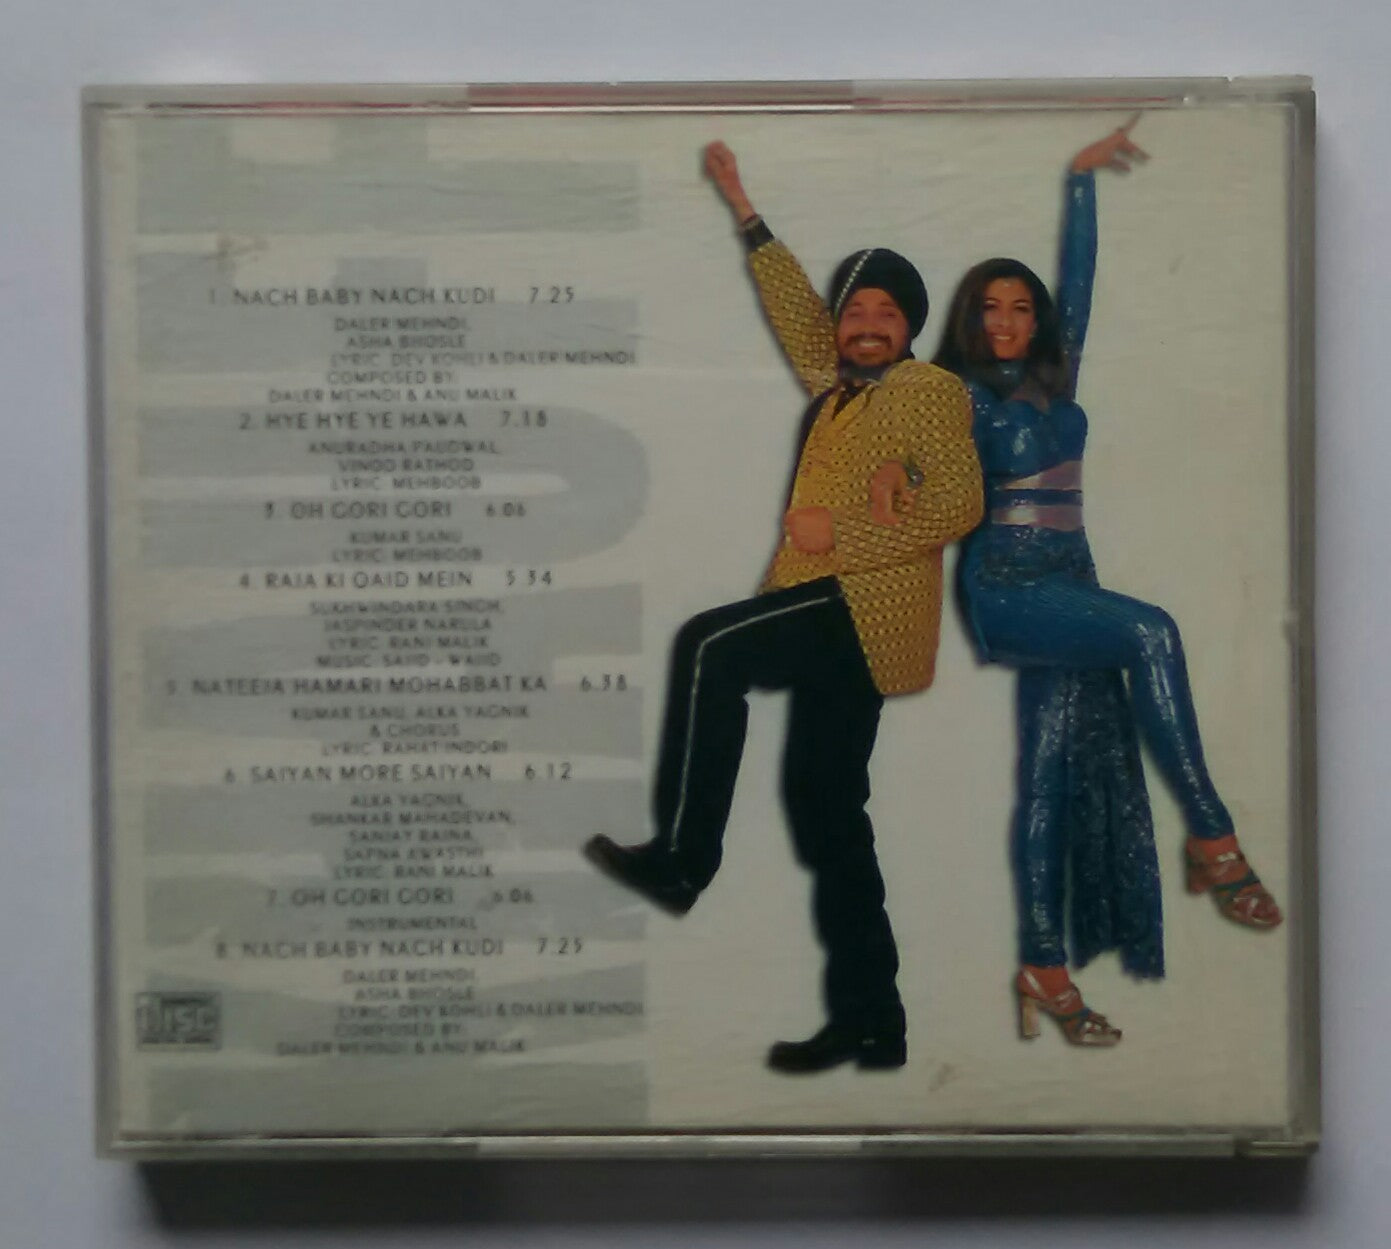 1. NACH BABY NACH KUDI 7.25
DALER MEHNDI,
ASHA BHOSLE
LYRIC: DEV KOHLI & DALER MEHNDI
COMPOSED BY:
DALER MEHNDI & ANU MALIK
2. HYE HYE YE HAWA 7.18
ANURADHA PAUDWAL,
VINOD RATHOD
LYRIC: MEHBOOB
3. OH GORI GORI 6.06
KUMAR SANU
LYRIC: MEHBOOB
4. RAJA KI QAID MEIN 5.34
SUKHWINDARA SINGH,
JASPINDER NARULA
LYRIC: RANI MALIK
MUSIC: SAJID - WAJID
5. NATEEJA HAMARI MOHABBAT KA 6.38
KUMAR SANU, ALKA YAGNIK
& CHORUS
LYRIC: RAHAT INDORI
6. SAIYAN MORE SAIYAN 6.12
ALKA YAGNIK,
SHANKAR MAHADEVAN,
SANJAY RAINA,
SAPNA AWASTHI
LYRIC: RANI MALIK
7. OH GORI GORI 6.06
INSTRUMENTAL
8. NACH BABY NACH KUDI 7.25
DALER MEHNDI,
ASHA BHOSLE
LYRIC: DEV KOHLI & DALER MEHNDI
COMPOSED BY:
DALER MEHNDI & ANU MALIK
disc